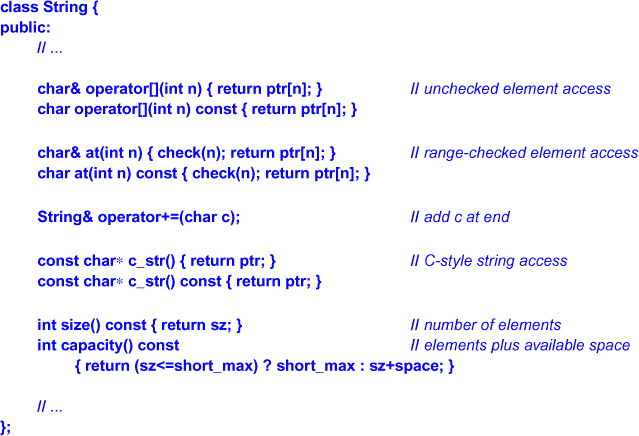 class String {
public:
// ...
char& operator[](int n) { return ptr[n]; } // unchecked element access
char operator[](int n) const { return ptr[n]; }
char& at(int n) { check(n); return ptr[n]; } // range-checked element access
char at(int n) const { check(n); return ptr[n]; }
String& operator+=(char c); // add c at end
const char* c_str() { return ptr; } // C-style string access
const char* c_str() const { return ptr; }
int size() const { return sz; } // number of elements
int capacity() const // elements plus available space
{ return (sz<=short_max) ? short_max : sz+space; }
// ...
};